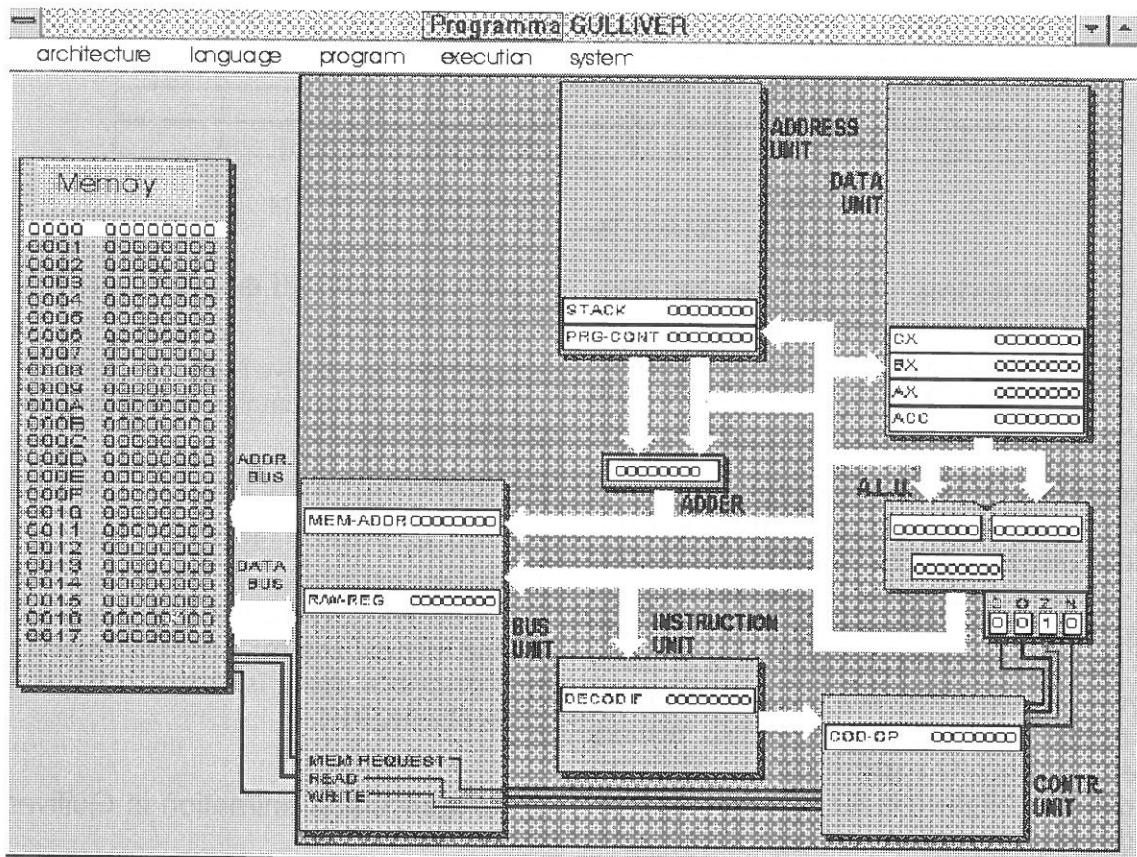 Programma GULLIVER
architecture language program execution system
Memory
0000 00000000
0001 00000000
0002 00000000
0003 00000000
0004 00000000
0005 00000000
0006 00000000
0007 00000000
0008 00000000
0009 00000000
000A 00000000
000B 00000000
000C 00000000
000D 00000000
000E 00000000
000F 00000000
0010 00000000
0011 00000000
0012 00000000
0013 00000000
0014 00000000
0015 00000000
0016 00000000
0017 00000000
ADDR.
BUS
DATA
BUS
STACK 00000000
PRG-CONT 00000000
ADDRESS
UNIT
DATA
UNIT
CX 00000000
BX 00000000
AX 00000000
ACC 00000000
00000000
ADDER
A.L.U.
00000000 00000000
00000000
O Z N
0 0 1 0
MEM-ADDR 00000000
R/W-REG 00000000
BUS
UNIT
MEM REQUEST
READ
WRITE
INSTRUCTION
UNIT
DECODIF 00000000
COD-OP 00000000
CONTR.
UNIT